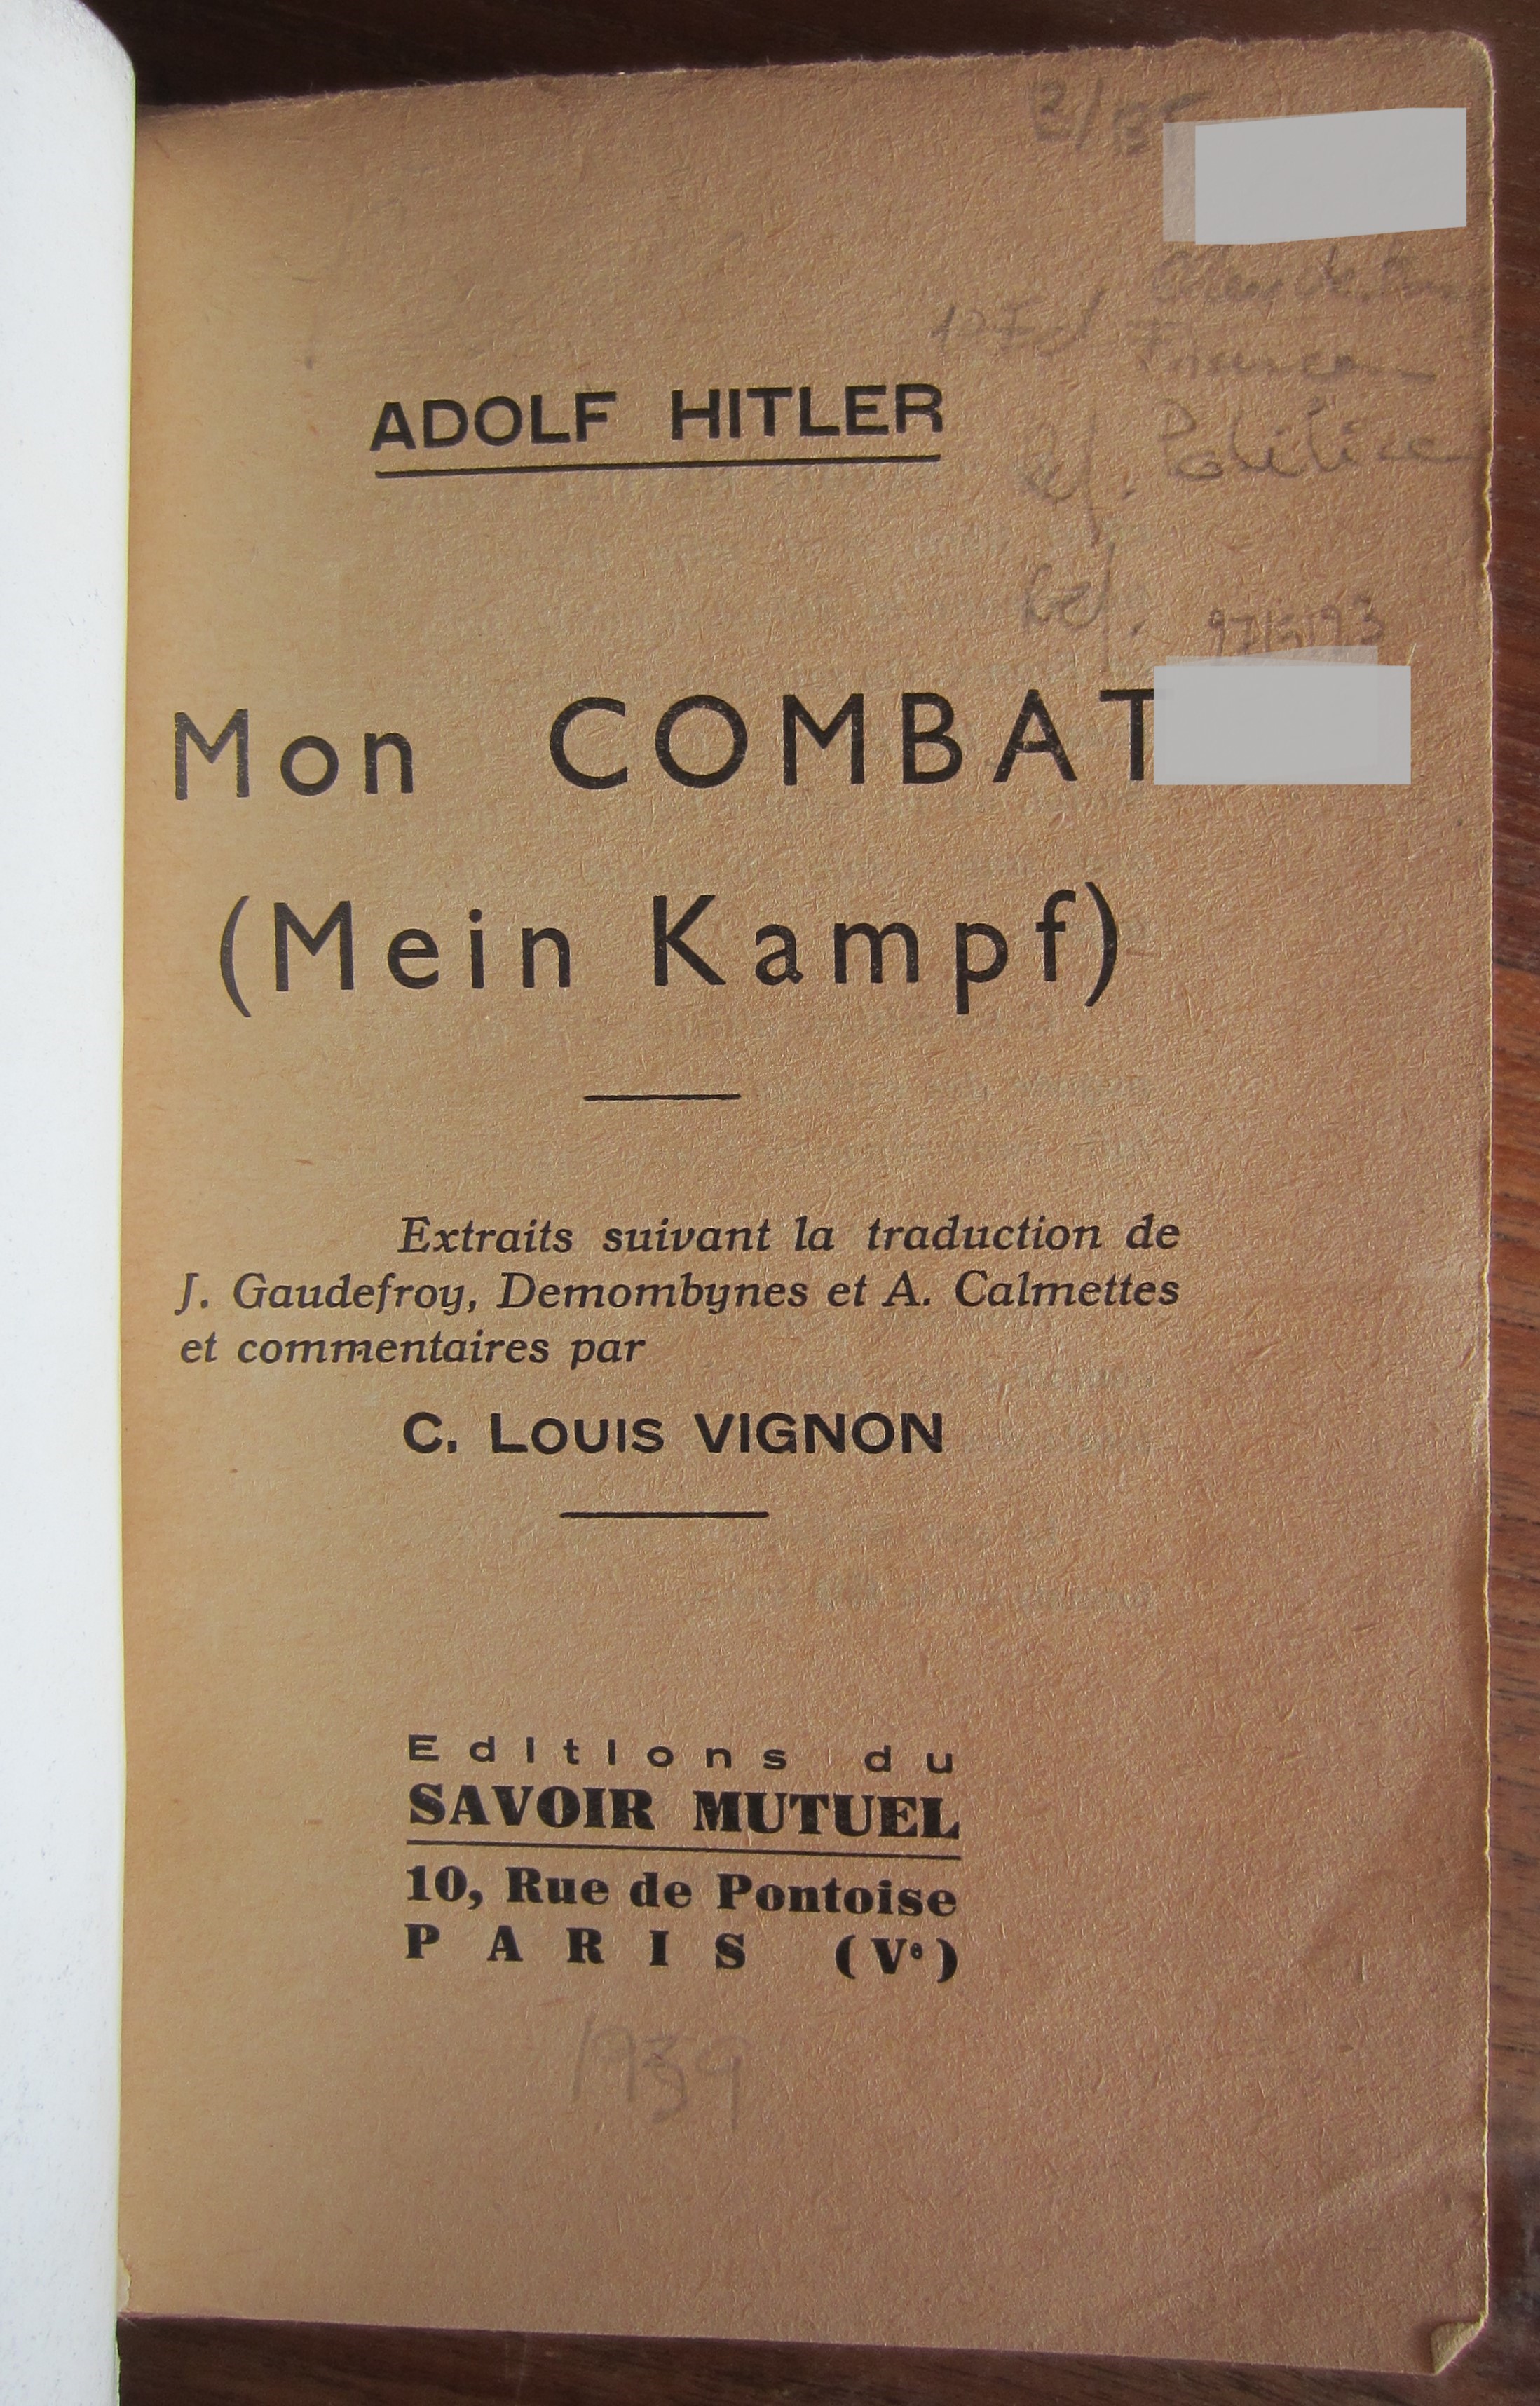 ADOLF HITLER
Politice
Mon COMBAT
(Mein Kampf)
Extraits suivant la traduction de
J. Gaudefroy, Demombynes et A. Calmettes
et commentaires par
C. LOUIS VIGNON
Editions du
SAVOIR MUTUEL
10, Rue de Pontoise
PARIS (Ve)
1939